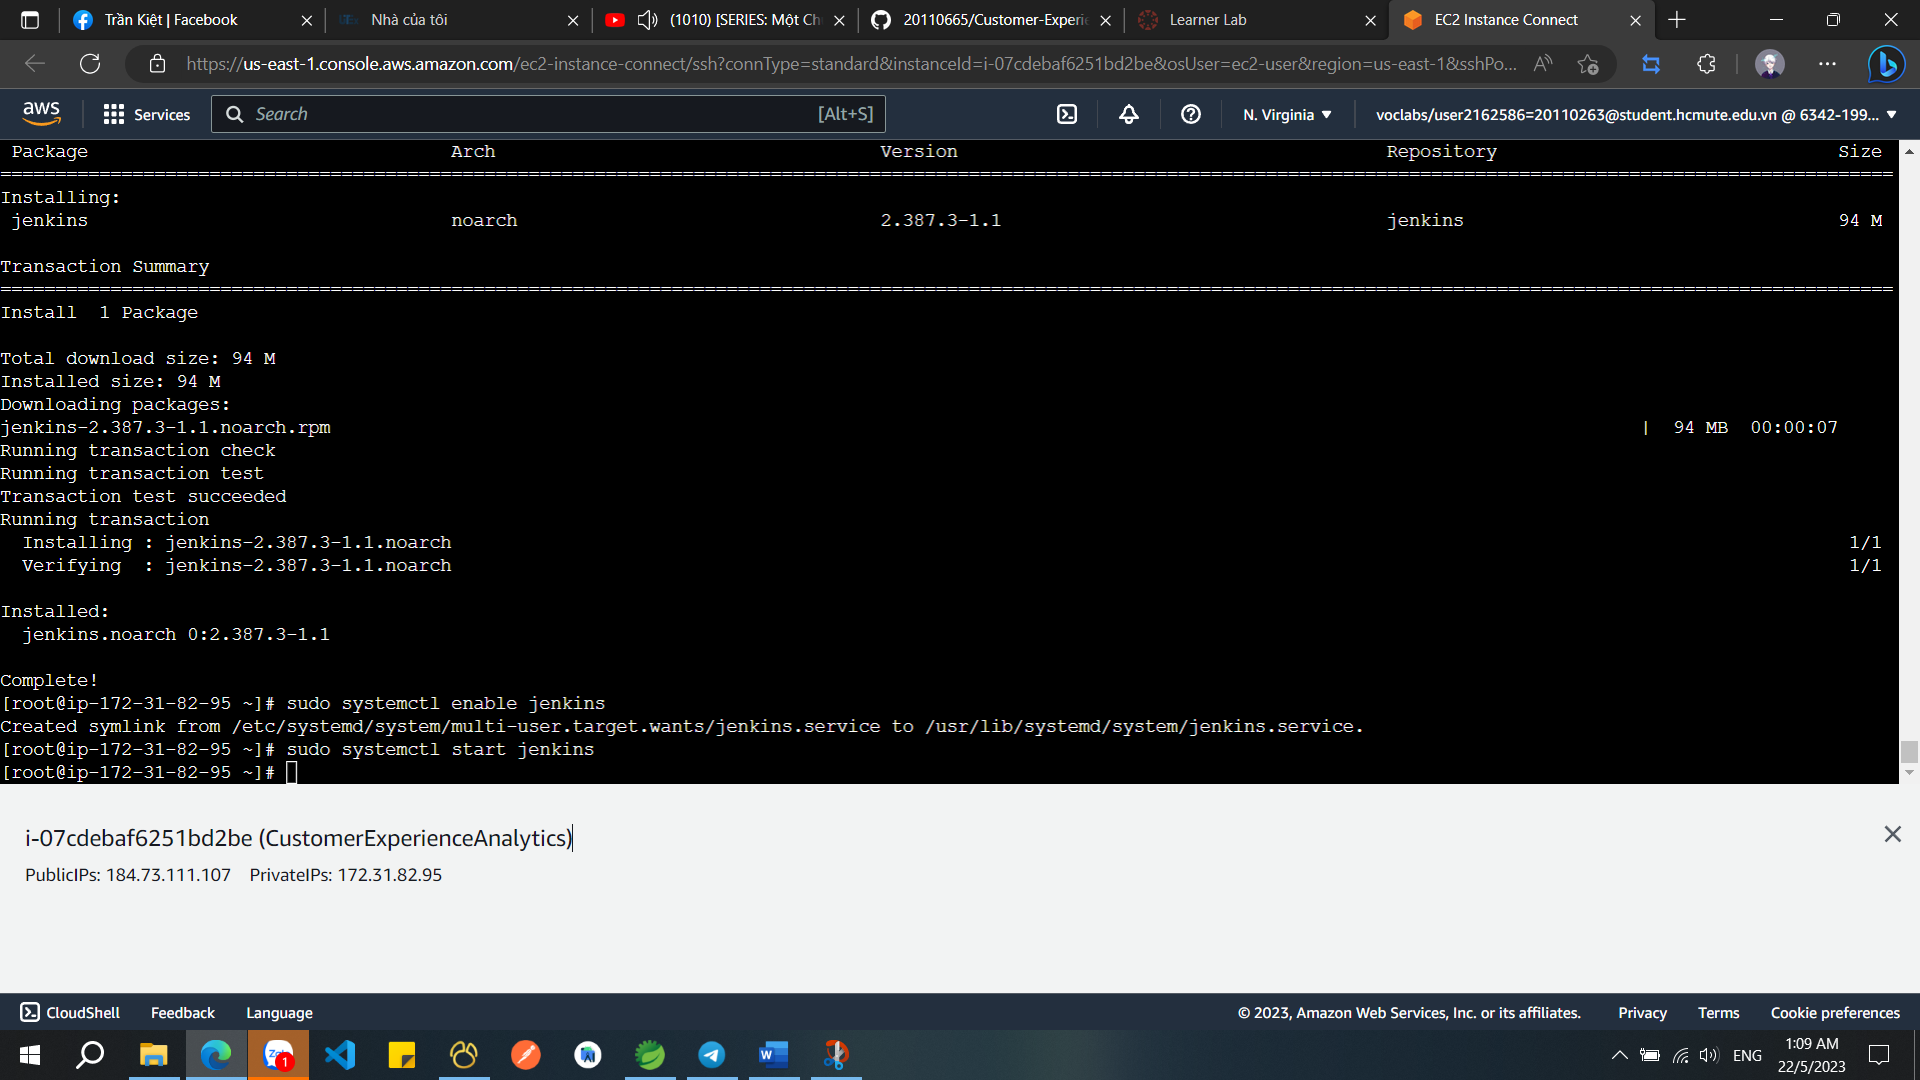 Trần Kiệt | Facebook
Nhà của tôi
(1010) [SERIES: Một Ch
20110665/Customer-Experie
Learner Lab
EC2 Instance Connect
https://us-east-1.console.aws.amazon.com/ec2-instance-connect/ssh?connType=standard&instanceId=i-07cdebaf6251bd2be&osUser=ec2-user&region=us-east-1&sshPo...
aws Services Search [Alt+S] N. Virginia voclabs/user2162586=20110263@student.hcmute.edu.vn @ 6342-199...
Package Arch Version Repository Size
Installing:
jenkins noarch 2.387.3-1.1 jenkins 94 M
Transaction Summary
Install 1 Package
Total download size: 94 M
Installed size: 94 M
Downloading packages:
jenkins-2.387.3-1.1.noarch.rpm | 94 MB 00:00:07
Running transaction check
Running transaction test
Transaction test succeeded
Running transaction
Installing : jenkins-2.387.3-1.1.noarch 1/1
Verifying : jenkins-2.387.3-1.1.noarch 1/1
Installed:
jenkins.noarch 0:2.387.3-1.1
Complete!
[root@ip-172-31-82-95 ~]# sudo systemctl enable jenkins
Created symlink from /etc/systemd/system/multi-user.target.wants/jenkins.service to /usr/lib/systemd/system/jenkins.service.
[root@ip-172-31-82-95 ~]# sudo systemctl start jenkins
[root@ip-172-31-82-95 ~]#
i-07cdebaf6251bd2be (CustomerExperienceAnalytics)
PublicIPs: 184.73.111.107 PrivateIPs: 172.31.82.95
CloudShell Feedback Language © 2023, Amazon Web Services, Inc. or its affiliates. Privacy Terms Cookie preferences
1
ENG
1:09 AM
22/5/2023